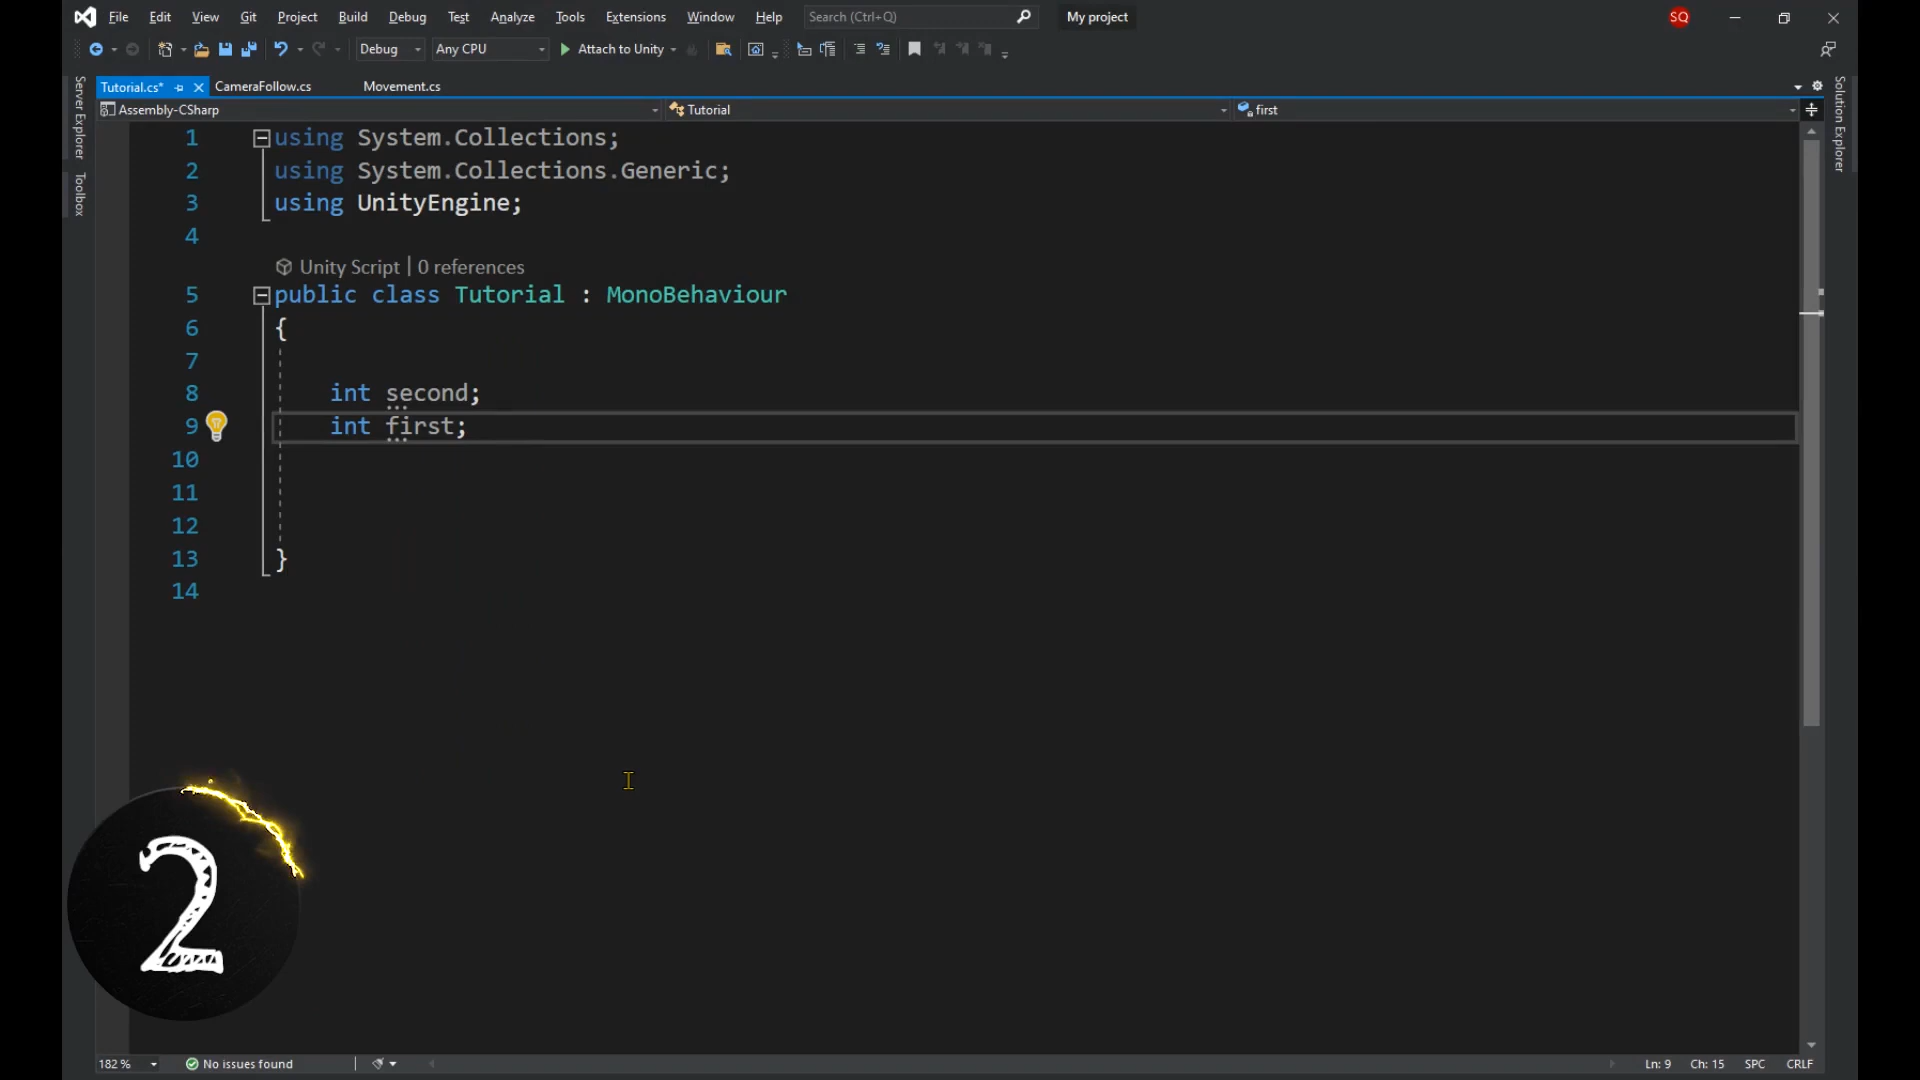 File Edit View Git Project Build Debug Test Analyze Tools Extensions Window Help Search (Ctrl+Q) My project SQ
Debug Any CPU Attach to Unity
Server Explorer
Toolbox
Tutorial.cs* CameraFollow.cs Movement.cs
Assembly-CSharp Tutorial first
Solution Explorer
1 using System.Collections;
2 using System.Collections.Generic;
3 using UnityEngine;
4
Unity Script | 0 references
5 public class Tutorial : MonoBehaviour
6 {
7
8 int second;
9 int first;
10
11
12
13 }
14
2
182 % No issues found Ln: 9 Ch: 15 SPC CRLF